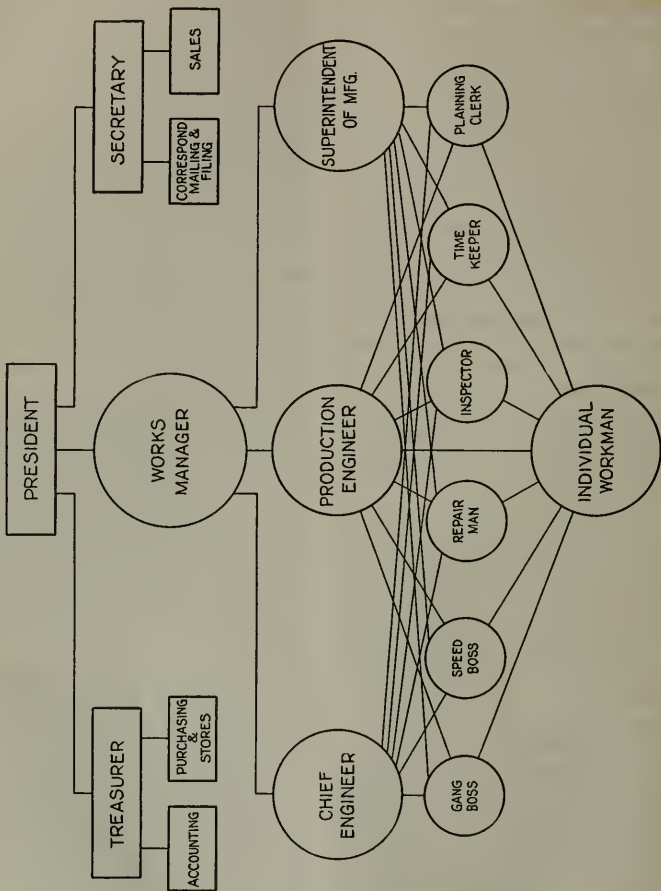 PRESIDENT
TREASURER
SECRETARY
ACCOUNTING
PURCHASING
&
STORES
CORRESPOND
MAILING &
FILING
SALES
WORKS
MANAGER
CHIEF
ENGINEER
PRODUCTION
ENGINEER
SUPERINTENDENT
OF MFG.
GANG
BOSS
SPEED
BOSS
REPAIR
MAN
INSPECTOR
TIME
KEEPER
PLANNING
CLERK
INDIVIDUAL
WORKMAN